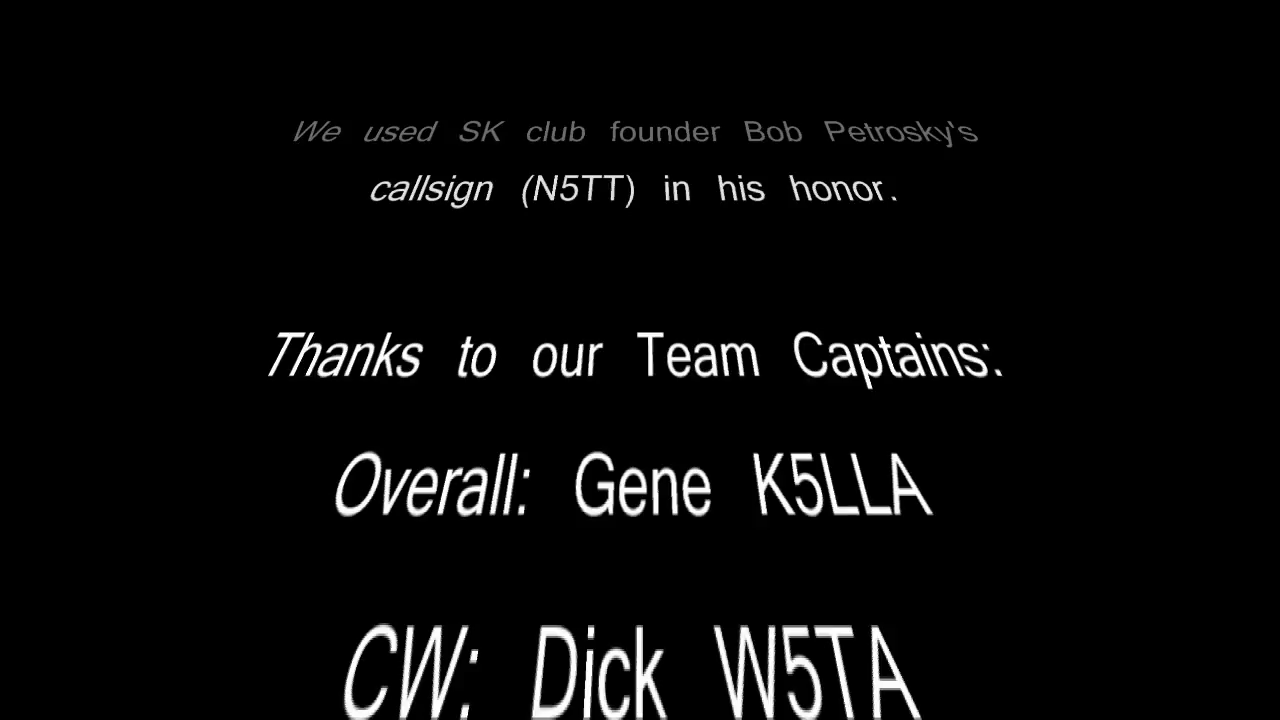 We used SK club founder Bob Petrosky's
callsign (N5TT) in his honor.
Thanks to our Team Captains:
Overall: Gene K5LLA
CW: Dick W5TA